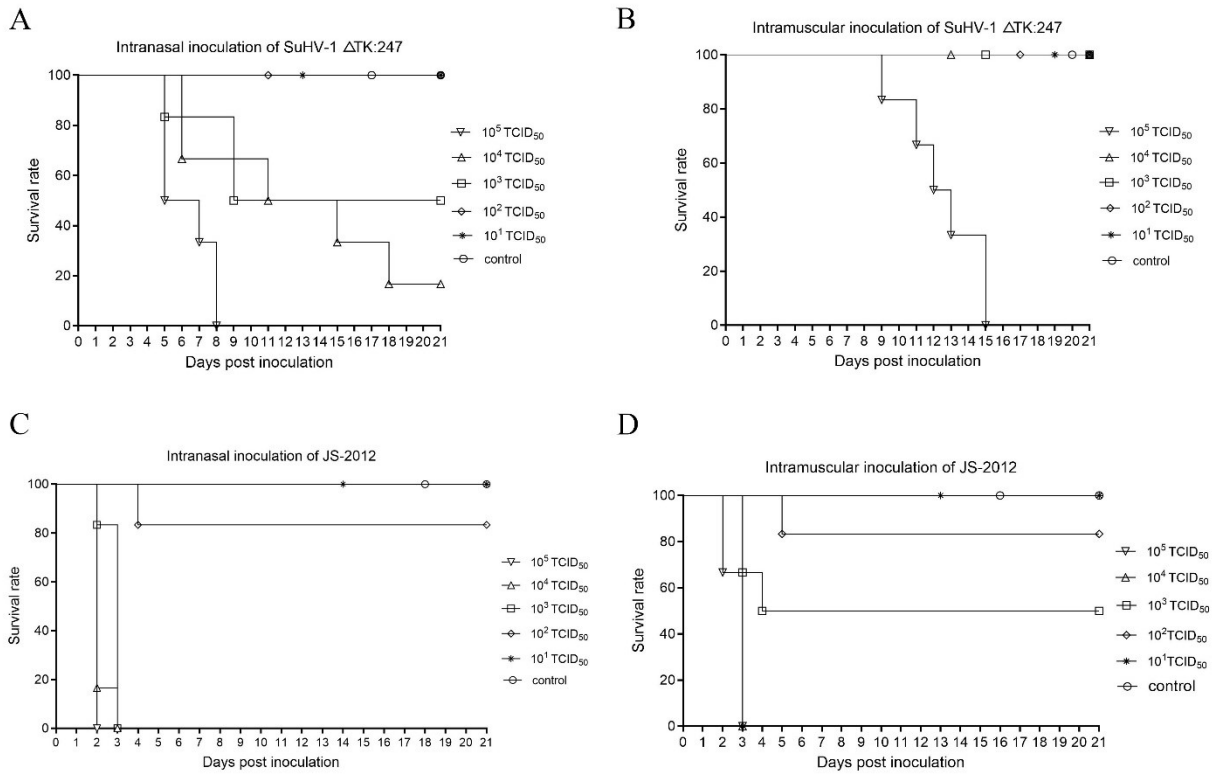 A
Intranasal inoculation of SuHV-1 ΔTK:247
Survival rate
100
80
60
40
20
0
0 1 2 3 4 5 6 7 8 9 10 11 12 13 14 15 16 17 18 19 20 21
Days post inoculation
10⁵ TCID₅₀
10⁴ TCID₅₀
10³ TCID₅₀
10² TCID₅₀
10¹ TCID₅₀
control
B
Intramuscular inoculation of SuHV-1 ΔTK:247
Survival rate
100
80
60
40
20
0
0 1 2 3 4 5 6 7 8 9 10 11 12 13 14 15 16 17 18 19 20 21
Days post inoculation
10⁵ TCID₅₀
10⁴ TCID₅₀
10³ TCID₅₀
10² TCID₅₀
10¹ TCID₅₀
control
C
Intranasal inoculation of JS-2012
Survival rate
100
80
60
40
20
0
0 1 2 3 4 5 6 7 8 9 10 11 12 13 14 15 16 17 18 19 20 21
Days post inoculation
10⁵ TCID₅₀
10⁴ TCID₅₀
10³ TCID₅₀
10² TCID₅₀
10¹ TCID₅₀
control
D
Intramuscular inoculation of JS-2012
Survival rate
100
80
60
40
20
0
0 1 2 3 4 5 6 7 8 9 10 11 12 13 14 15 16 17 18 19 20 21
Days post inoculation
10⁵ TCID₅₀
10⁴ TCID₅₀
10³ TCID₅₀
10²TCID₅₀
10¹TCID₅₀
control